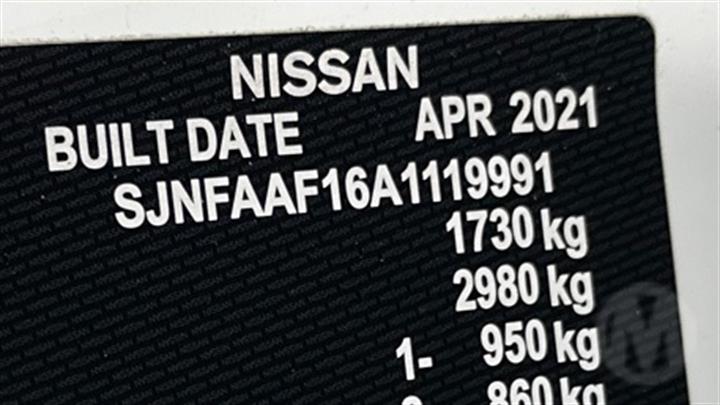 NISSAN
BUILT DATE APR 2021
SJNFAAF16A1119991
1730 kg
2980 kg
1- 950 kg
860 kg